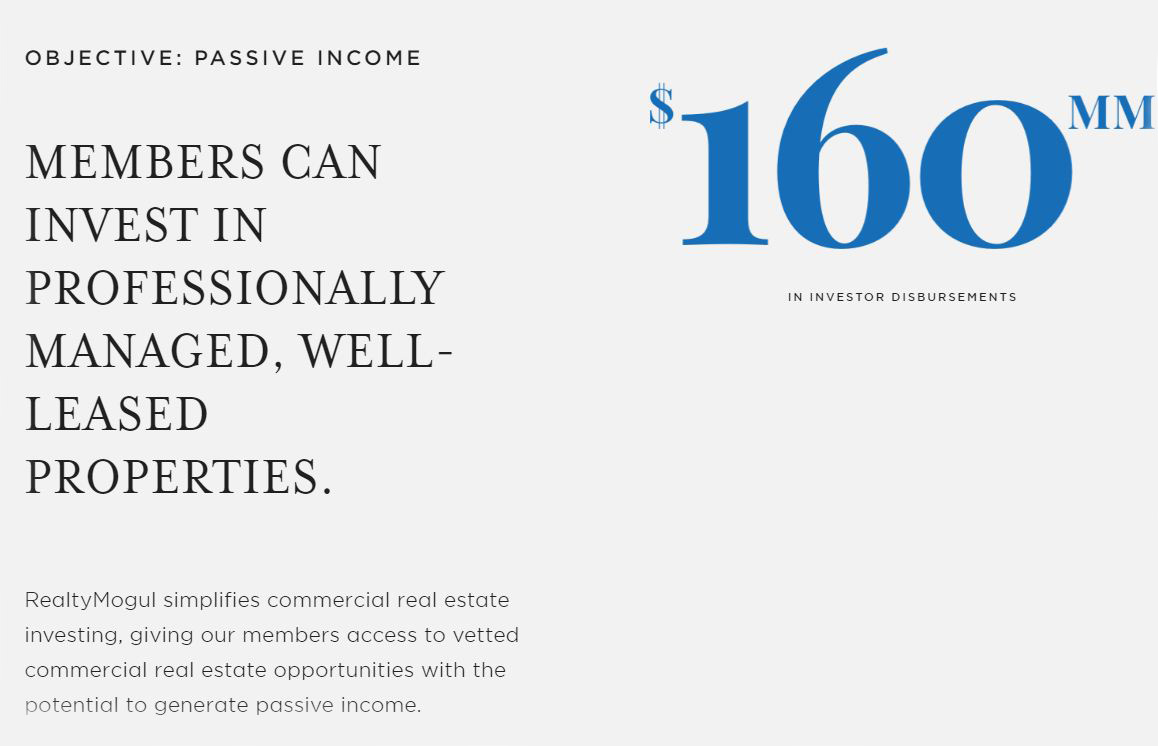 OBJECTIVE: PASSIVE INCOME
MEMBERS CAN
INVEST IN
PROFESSIONALLY
MANAGED, WELL-
LEASED
PROPERTIES.
RealtyMogul simplifies commercial real estate
investing, giving our members access to vetted
commercial real estate opportunities with the
potential to generate passive income.
$160MM
IN INVESTOR DISBURSEMENTS